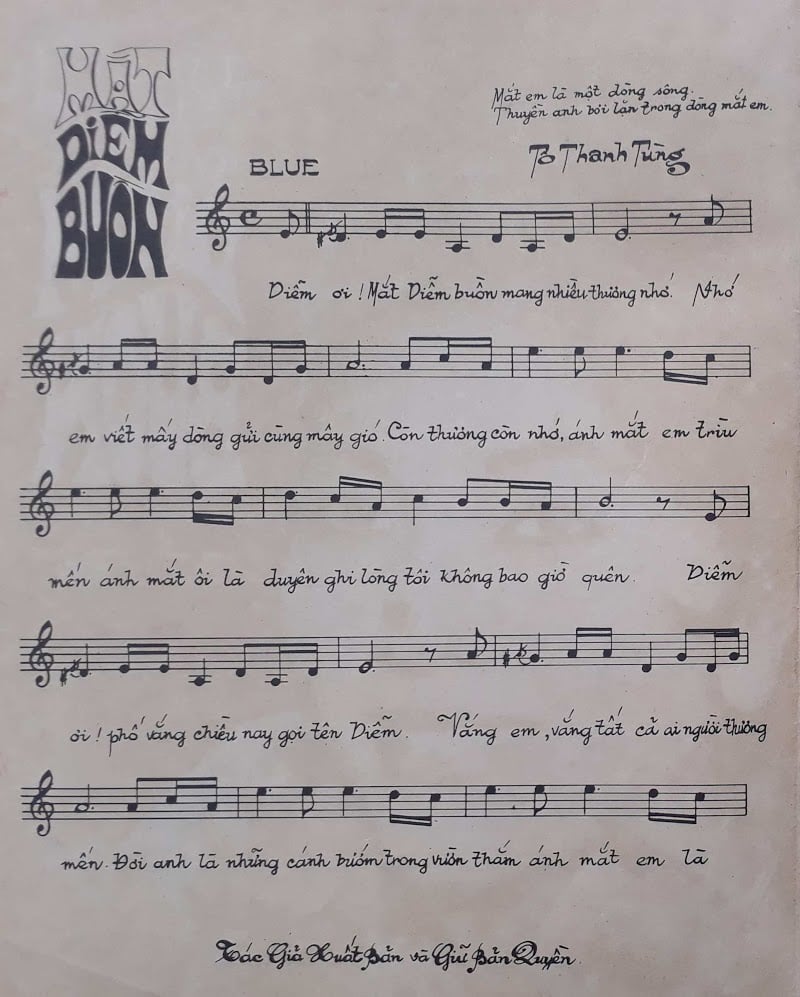 MẮT
DIỄM
BUỒN
Mắt em là một dòng sông.
Thuyền anh bơi lặn trong dòng mắt em.
BLUE
Tô Thanh Tùng
Diễm ơi! Mắt Diễm buồn mang nhiều thương nhớ. Nhớ
em viết mấy dòng gửi cùng mây gió. Còn thương còn nhớ, ánh mắt em trìu
mến ánh mắt ôi là duyên ghi lòng tôi không bao giờ quên. Diễm
ơi! phố vắng chiều nay gọi tên Diễm. Vắng em, vắng tất cả ai người thương
mến. Đời anh là những cánh bướm trong vườn thắm ánh mắt em là
Tác Giả Xuất Bản và Giữ Bản Quyền.